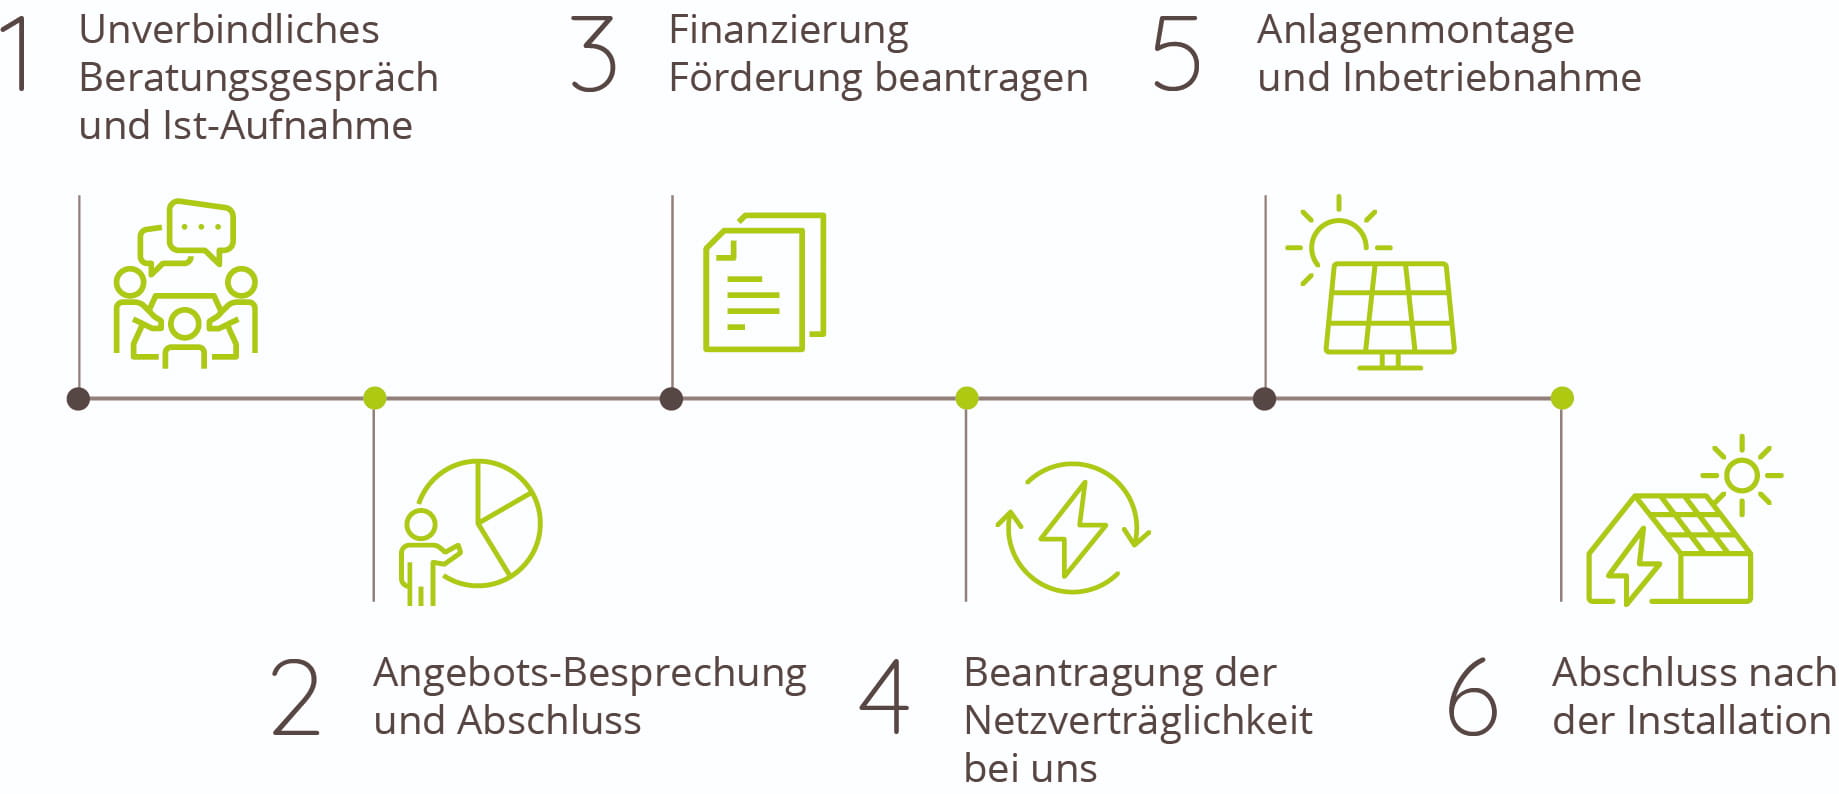 1
Unverbindliches
Beratungsgespräch
und Ist-Aufnahme
2
Angebots-Besprechung
und Abschluss
3
Finanzierung
Förderung beantragen
4
Beantragung der
Netzverträglichkeit
bei uns
5
Anlagenmontage
und Inbetriebnahme
6
Abschluss nach
der Installation